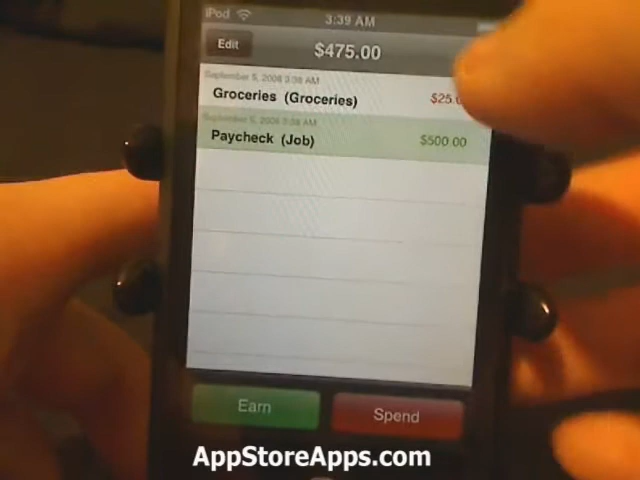 iPod 3:39 AM
Edit $475.00
September 5, 2008 3:38 AM
Groceries (Groceries) $25.0
September 5, 2008 3:38 AM
Paycheck (Job) $500.00
Earn Spend
AppStoreApps.com